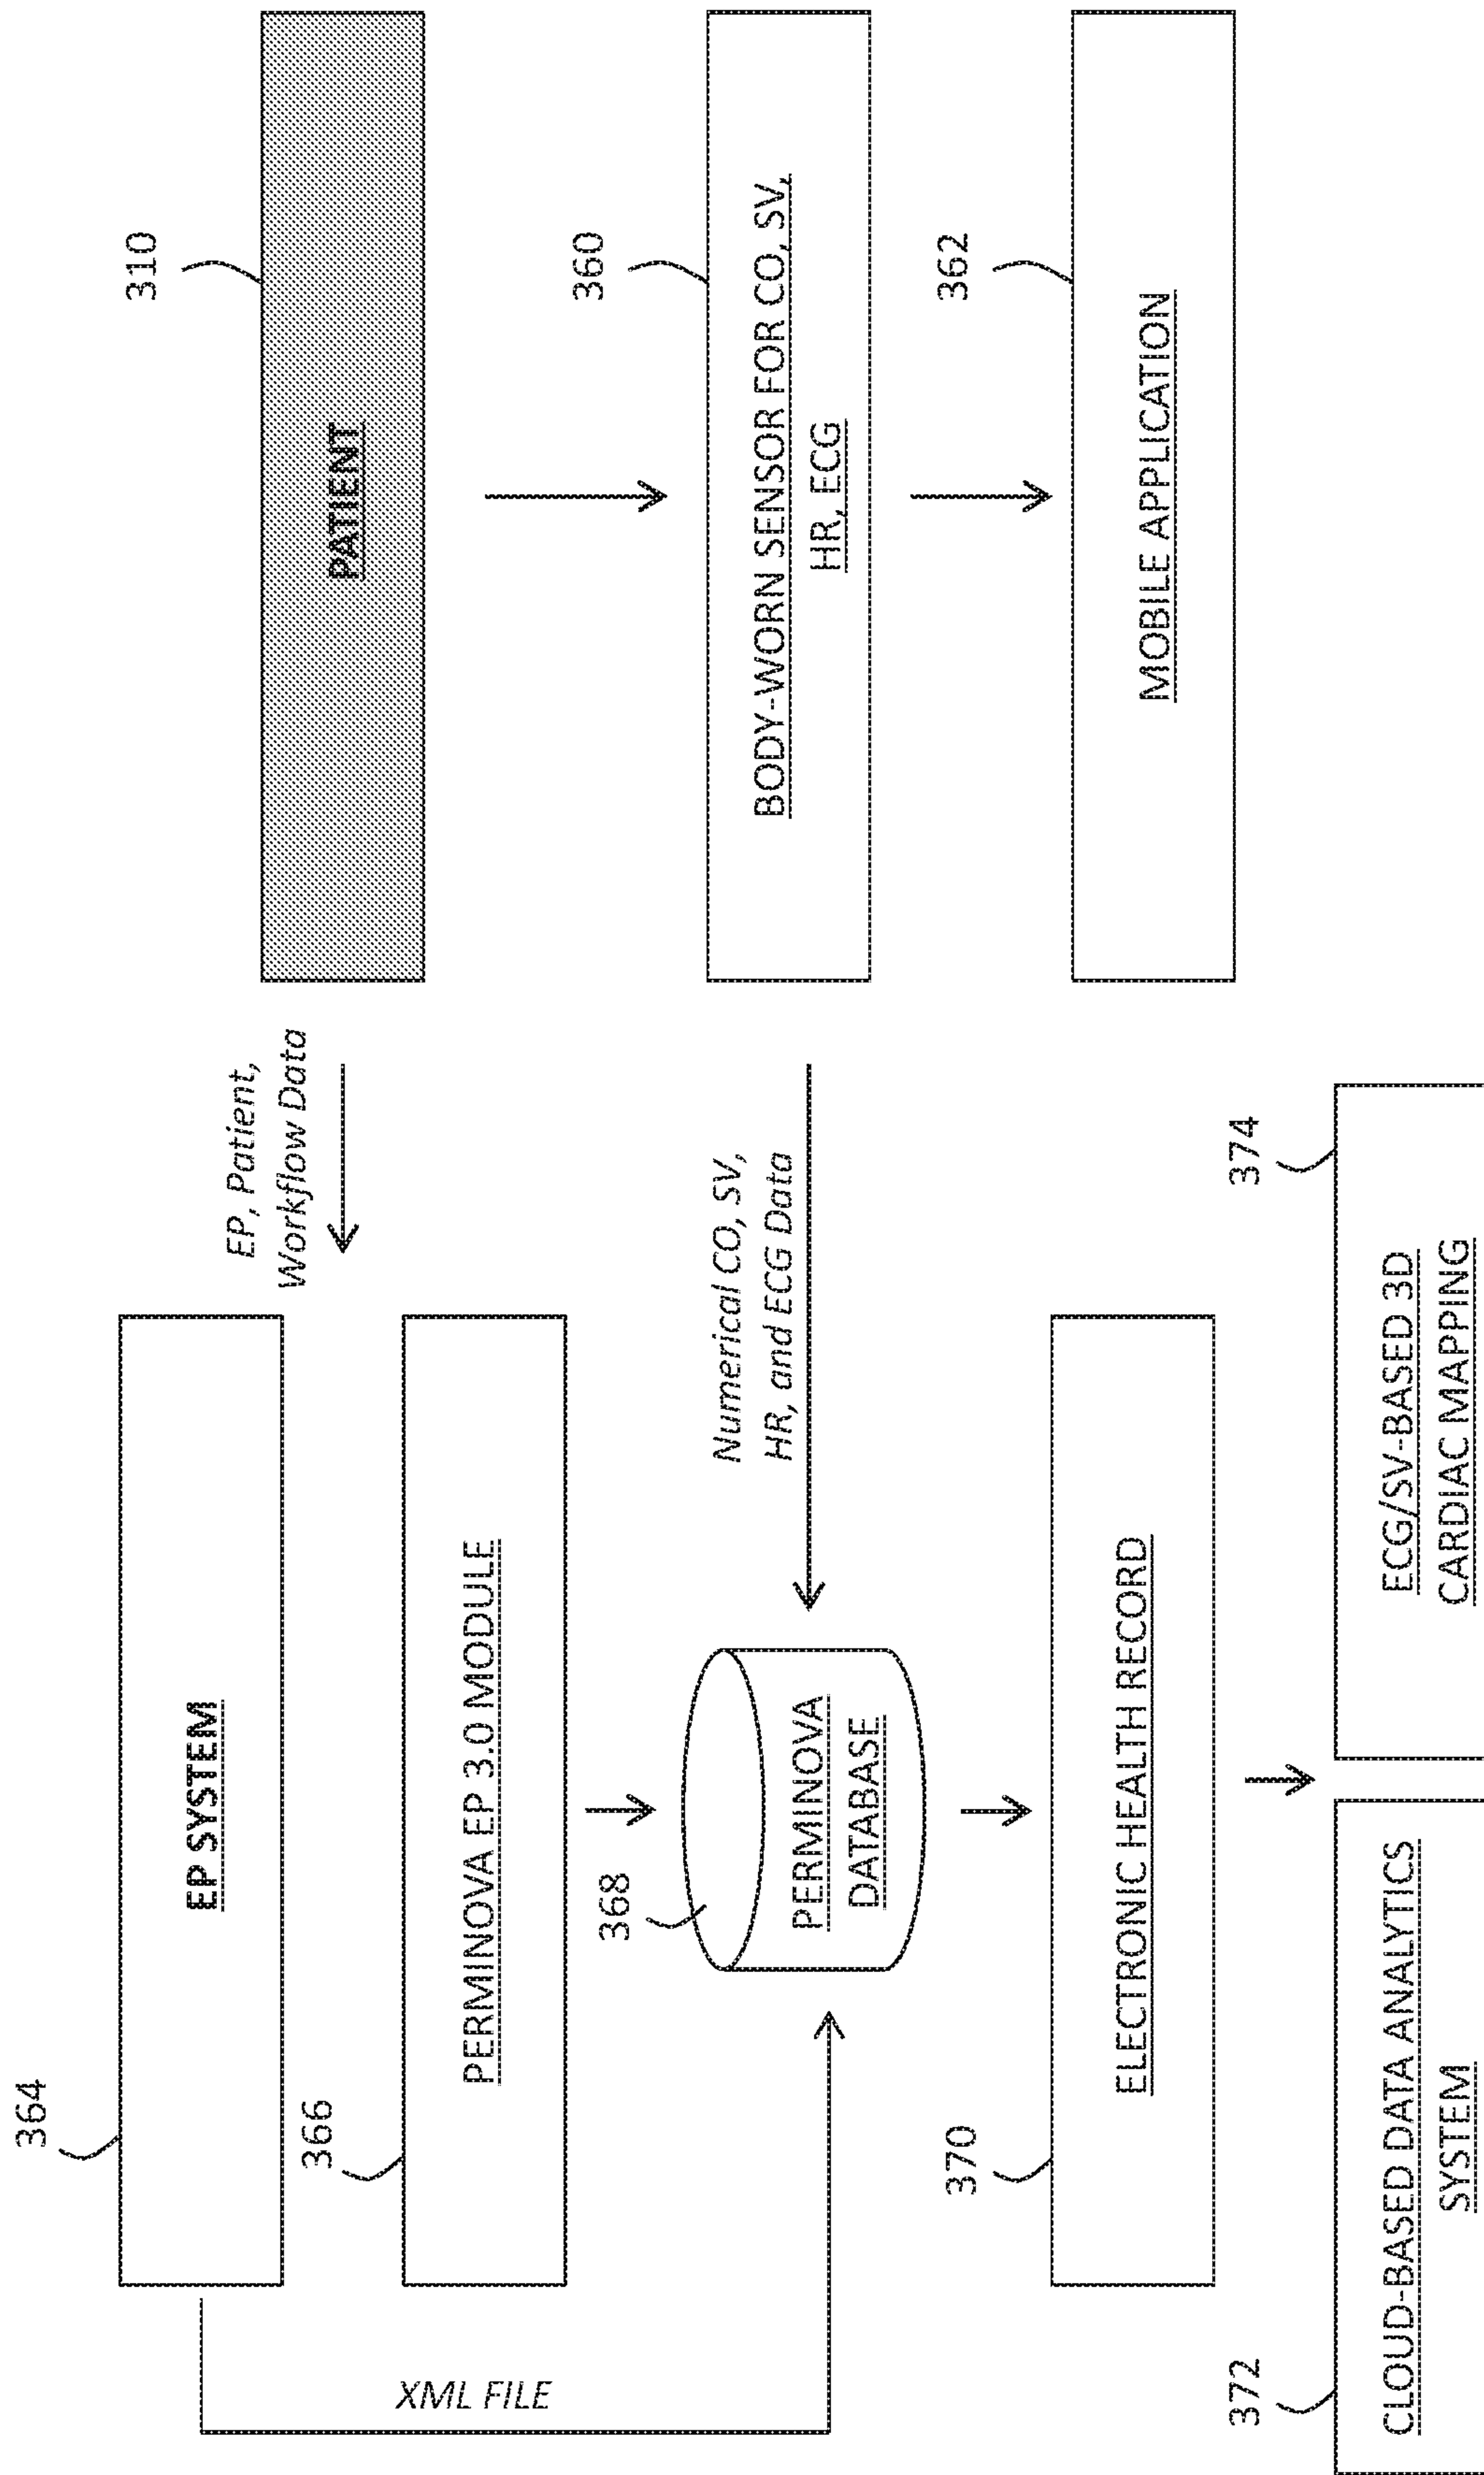 364
EP SYSTEM
366
PERMINOVA EP 3.0 MODULE
XML FILE
368
PERMINOVA
DATABASE
370
ELECTRONIC HEALTH RECORD
372
CLOUD-BASED DATA ANALYTICS
SYSTEM
374
ECG/SV-BASED 3D
CARDIAC MAPPING
EP, Patient,
Workflow Data
Numerical CO, SV,
HR, and ECG Data
310
PATIENT
360
BODY-WORN SENSOR FOR CO, SV,
HR, ECG
362
MOBILE APPLICATION